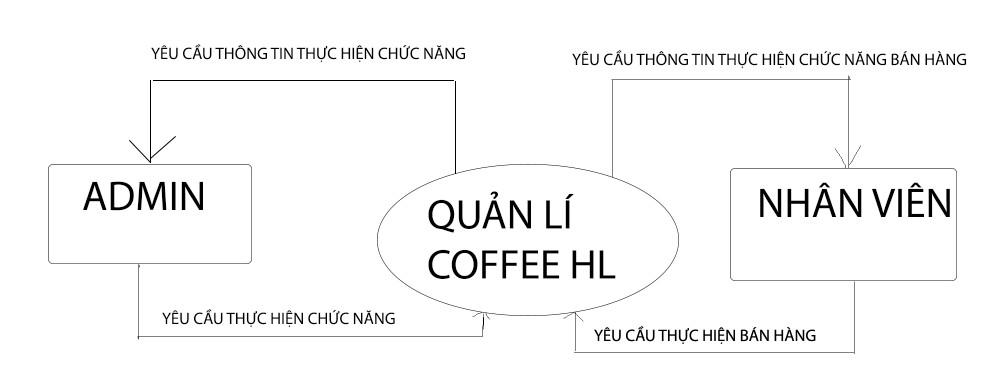 YÊU CẦU THÔNG TIN THỰC HIỆN CHỨC NĂNG
YÊU CẦU THÔNG TIN THỰC HIỆN CHỨC NĂNG BÁN HÀNG
ADMIN
QUẢN LÍ
COFFEE HL
NHÂN VIÊN
YÊU CẦU THỰC HIỆN CHỨC NĂNG
YÊU CẦU THỰC HIỆN BÁN HÀNG